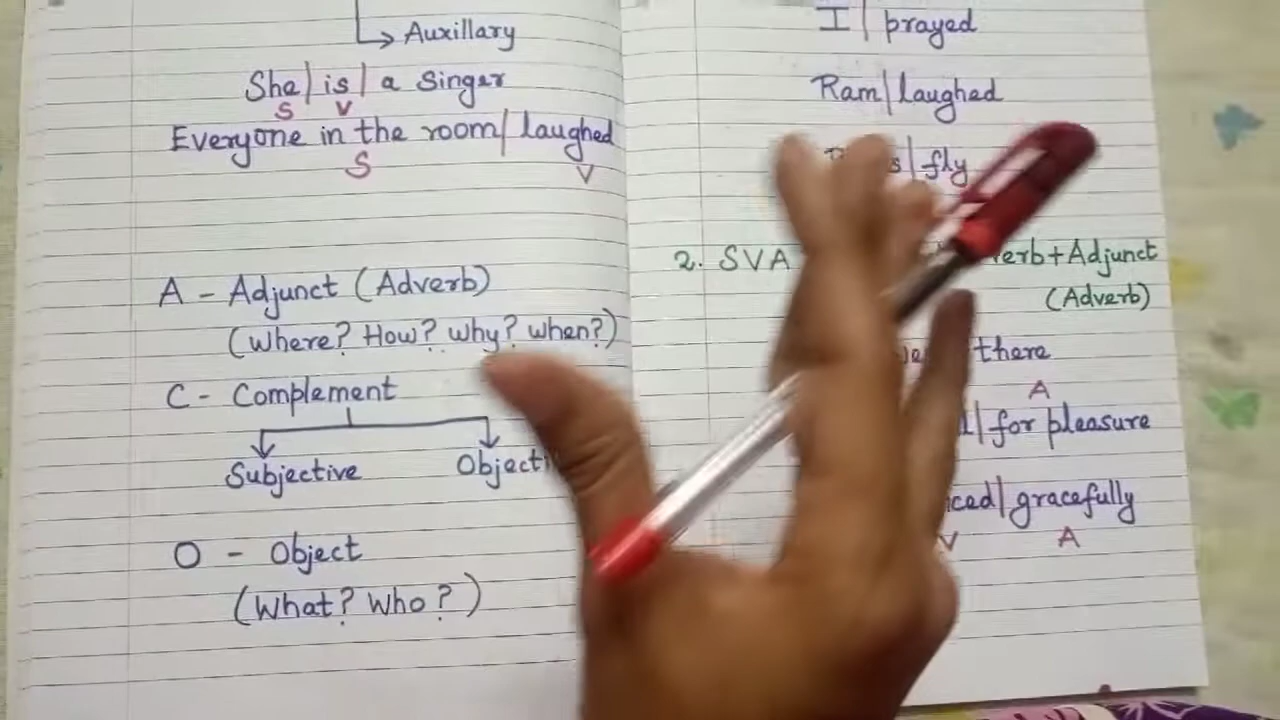 → Auxillary
She | is | a Singer
S V
Everyone in the room | laughed
S V
A - Adjunct (Adverb)
(Where? How? why? when?)
C - Complement
Subjective
O - Object
(What? Who?)
I | prayed
Ram | laughed
fly
2. SVA +Adjunct
(Adverb)
there
A
| for pleasure
| gracefully
V A